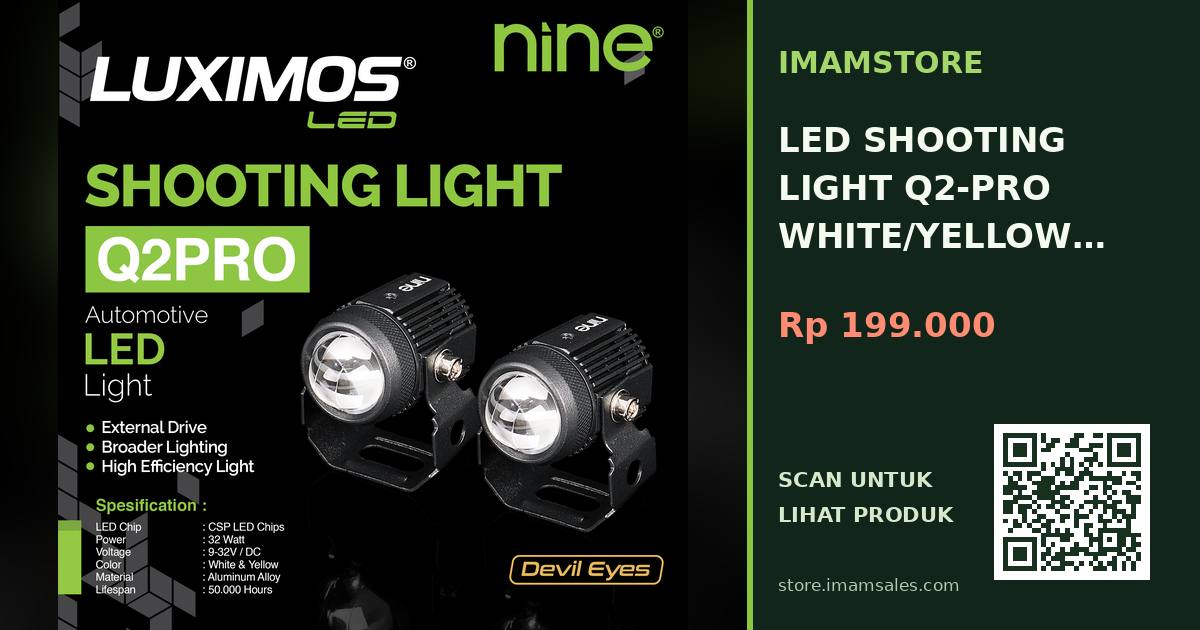 LUXIMOS®
LED
nine®
SHOOTING LIGHT
Q2PRO
Automotive
LED
Light
• External Drive
• Broader Lighting
• High Efficiency Light
Spesification :
LED Chip : CSP LED Chips
Power : 32 Watt
Voltage : 9-32V / DC
Color : White & Yellow
Material : Aluminum Alloy
Lifespan : 50.000 Hours
nine
nine
Devil Eyes
IMAMSTORE
LED SHOOTING
LIGHT Q2-PRO
WHITE/YELLOW...
Rp 199.000
SCAN UNTUK
LIHAT PRODUK
store.imamsales.com